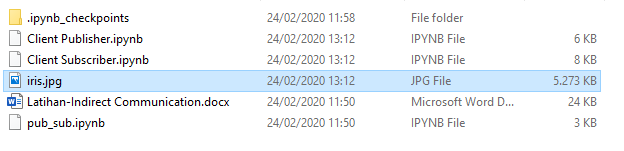 .ipynb_checkpoints 24/02/2020 11:58 File folder
Client Publisher.ipynb 24/02/2020 13:12 IPYNB File 6 KB
Client Subscriber.ipynb 24/02/2020 13:12 IPYNB File 8 KB
iris.jpg 24/02/2020 13:12 JPG File 5.273 KB
Latihan-Indirect Communication.docx 24/02/2020 11:50 Microsoft Word D... 24 KB
pub_sub.ipynb 24/02/2020 11:50 IPYNB File 3 KB